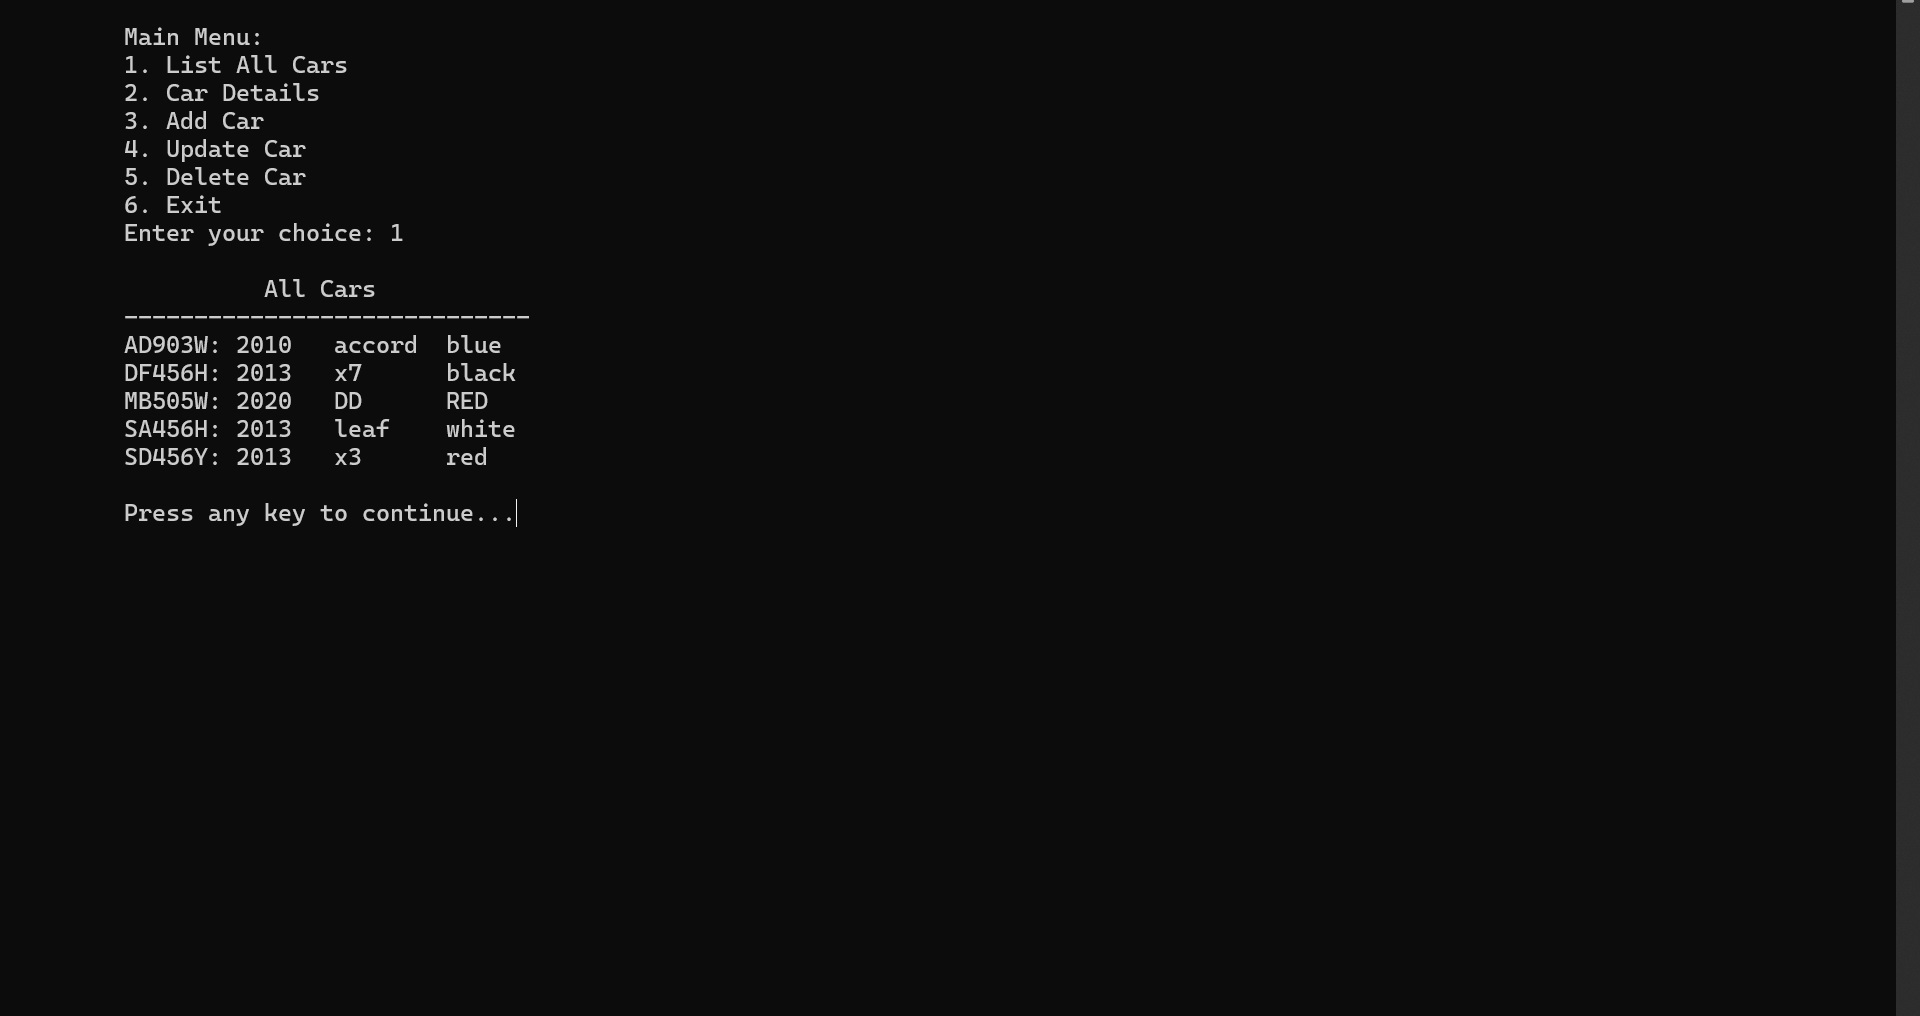 Main Menu:
1. List All Cars
2. Car Details
3. Add Car
4. Update Car
5. Delete Car
6. Exit
Enter your choice: 1
All Cars
-----------------------------
AD903W: 2010   accord  blue
DF456H: 2013   x7      black
MB505W: 2020   DD      RED
SA456H: 2013   leaf    white
SD456Y: 2013   x3      red
Press any key to continue...